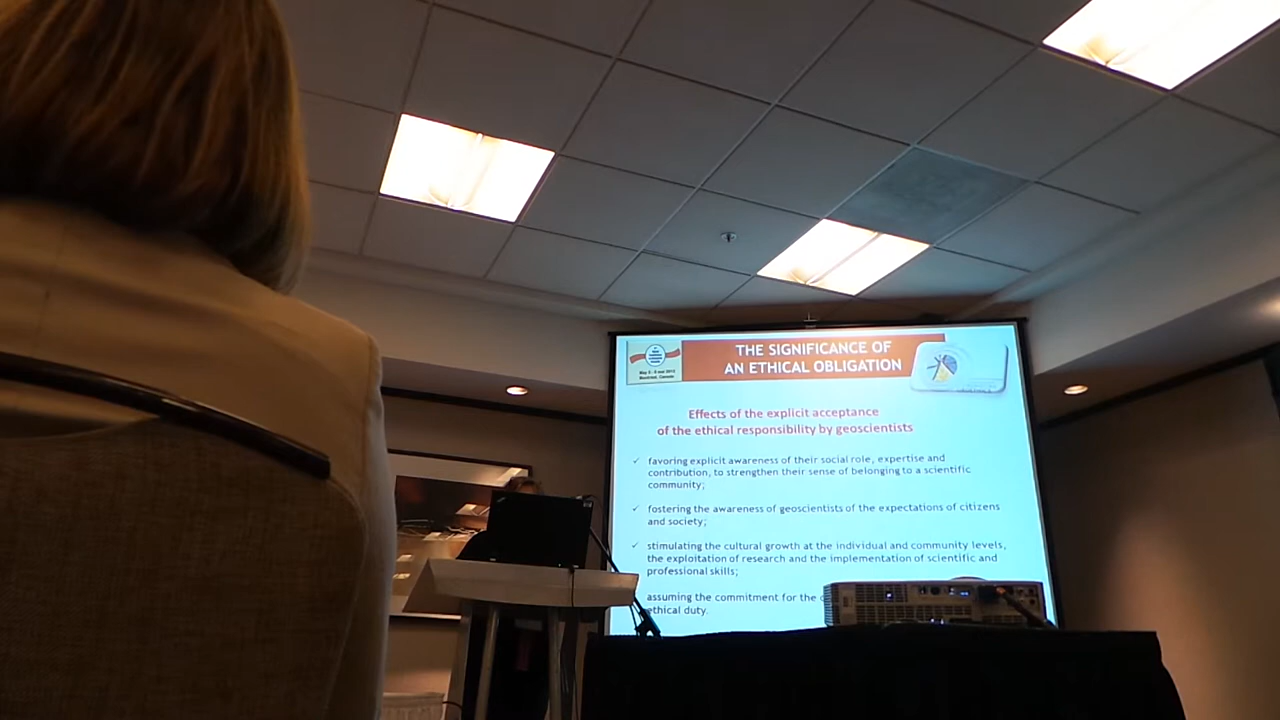 THE SIGNIFICANCE OF
AN ETHICAL OBLIGATION
Montréal, Canada
Effects of the explicit acceptance
of the ethical responsibility by geoscientists
✓ favoring explicit awareness of their social role, expertise and
contribution, to strengthen their sense of belonging to a scientific
community;
✓ fostering the awareness of geoscientists of the expectations of citizens
and society;
✓ stimulating the cultural growth at the individual and community levels,
the exploitation of research and the implementation of scientific and
professional skills;
assuming the commitment for the
ethical duty.